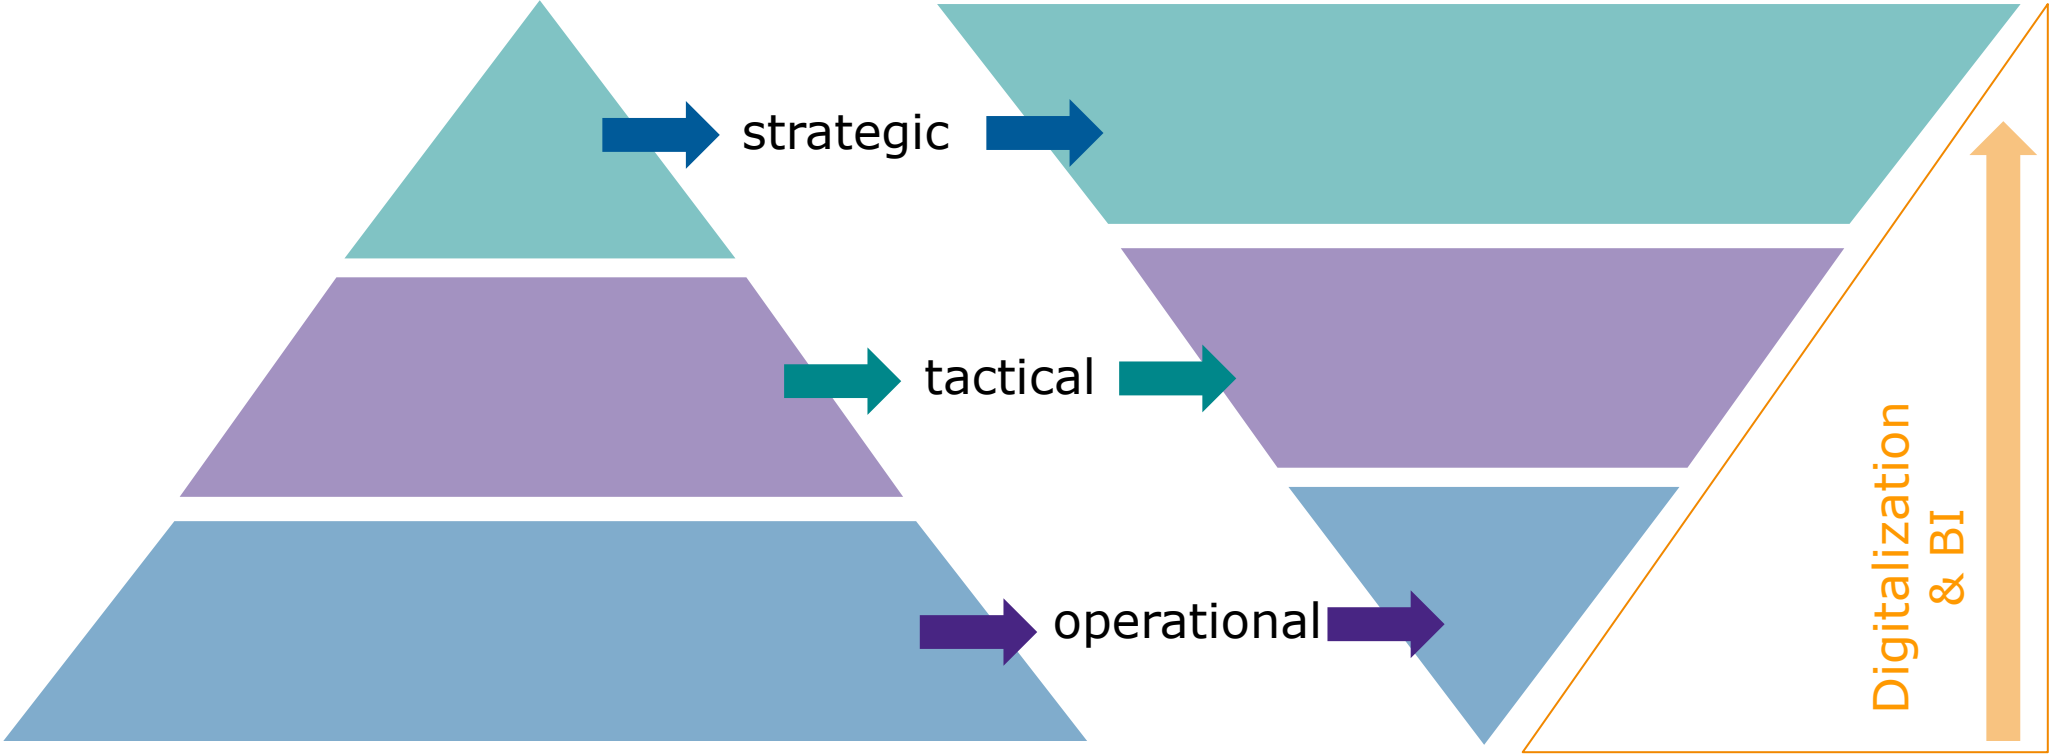 strategic
tactical
operational
Digitalization
& BI